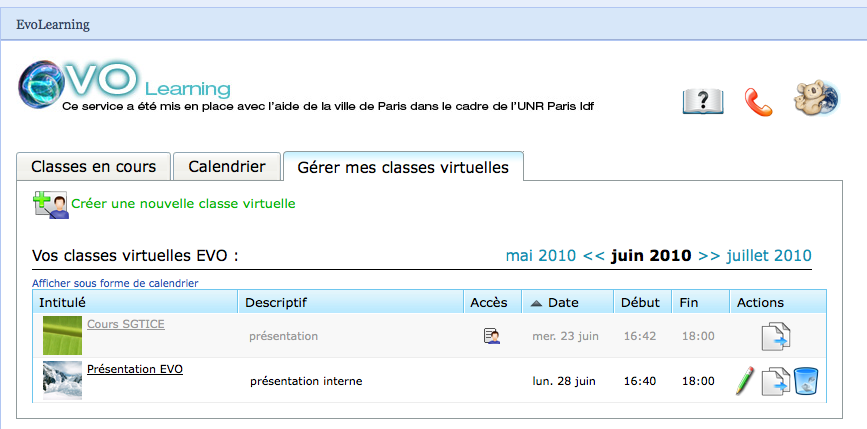 EvoLearning
EVO Learning
Ce service a été mis en place avec l'aide de la ville de Paris dans le cadre de l'UNR Paris Idf
?
Classes en cours Calendrier Gérer mes classes virtuelles
Créer une nouvelle classe virtuelle
Vos classes virtuelles EVO : mai 2010 << juin 2010 >> juillet 2010
Afficher sous forme de calendrier
Intitulé Descriptif Accès Date Début Fin Actions
Cours SGTICE présentation mer. 23 juin 16:42 18:00
Présentation EVO présentation interne lun. 28 juin 16:40 18:00